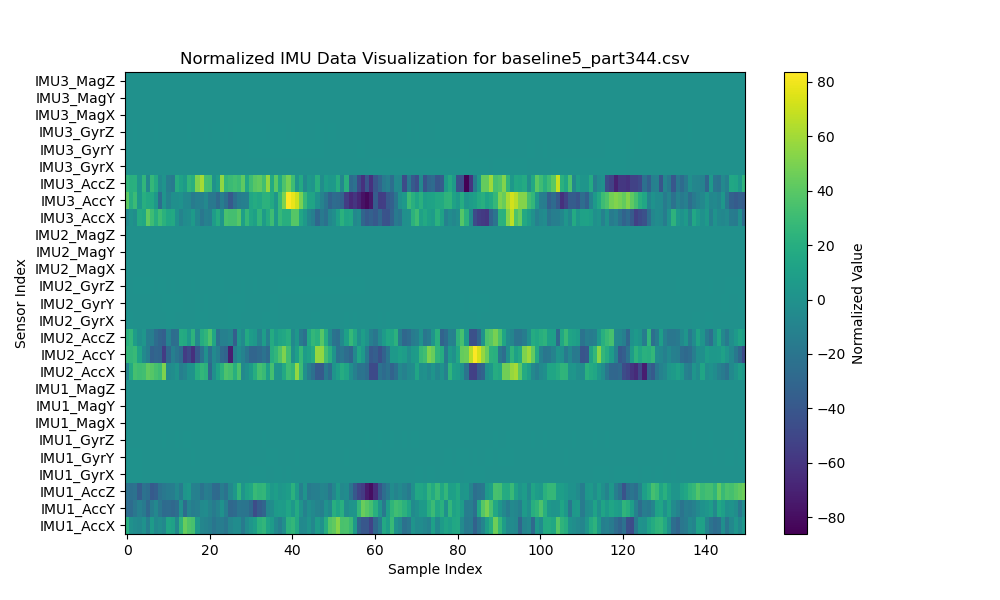 Normalized IMU Data Visualization for baseline5_part344.csv
IMU3_MagZ
IMU3_MagY
IMU3_MagX
IMU3_GyrZ
IMU3_GyrY
IMU3_GyrX
IMU3_AccZ
IMU3_AccY
IMU3_AccX
IMU2_MagZ
IMU2_MagY
IMU2_MagX
IMU2_GyrZ
IMU2_GyrY
IMU2_GyrX
IMU2_AccZ
IMU2_AccY
IMU2_AccX
IMU1_MagZ
IMU1_MagY
IMU1_MagX
IMU1_GyrZ
IMU1_GyrY
IMU1_GyrX
IMU1_AccZ
IMU1_AccY
IMU1_AccX
Sensor Index
0 20 40 60 80 100 120 140
Sample Index
80
60
40
20
0
−20
−40
−60
−80
Normalized Value